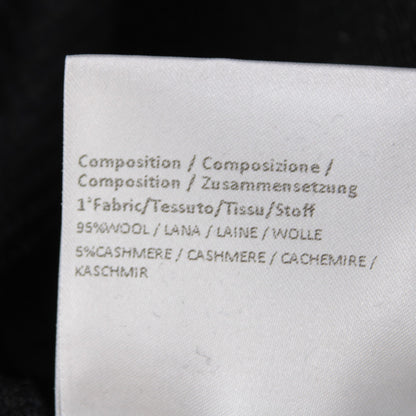 Composition / Composizione /
Composition / Zusammensetzung
1°Fabric/Tessuto/Tissu/Stoff
95%WOOL / LANA / LAINE / WOLLE
5%CASHMERE / CASHMERE / CACHEMIRE /
KASCHMIR